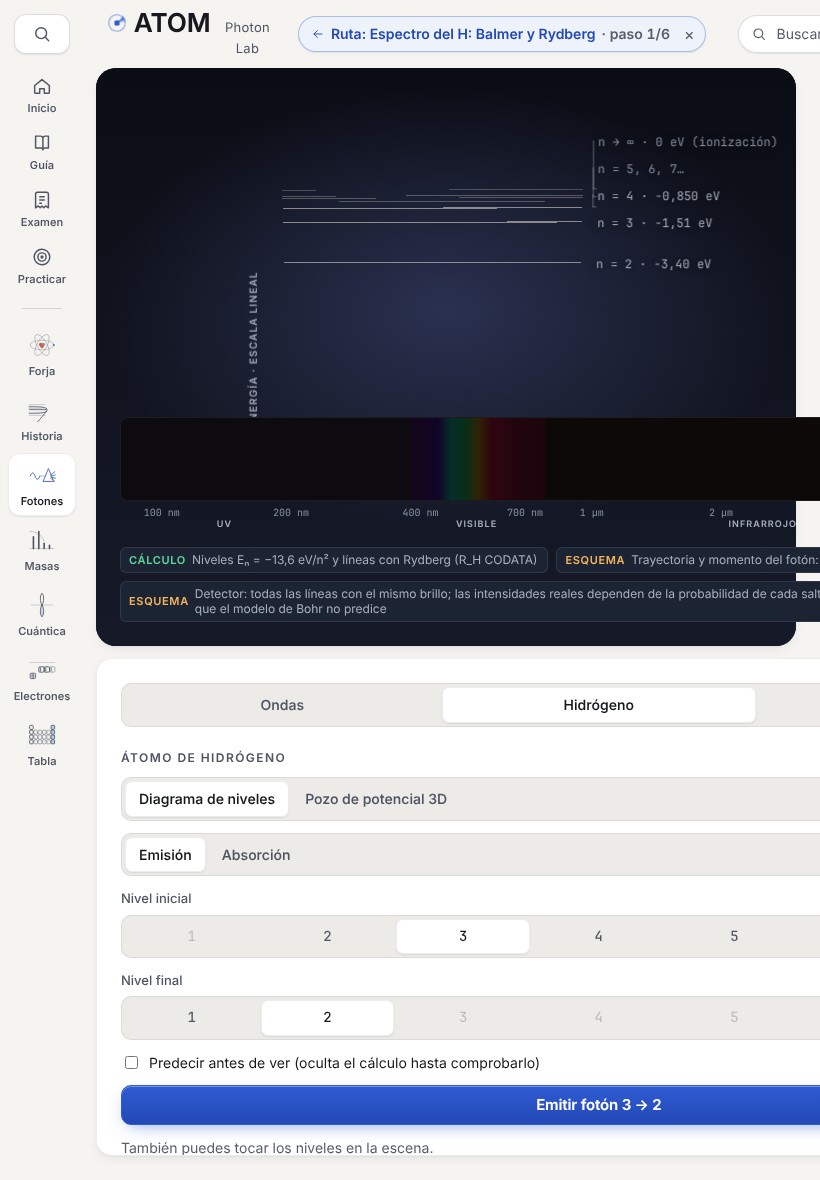 ATOM
Photon
Lab
← Ruta: Espectro del H: Balmer y Rydberg · paso 1/6 ×
Buscar
Inicio
Guía
Examen
Practicar
Forja
Historia
Fotones
Masas
Cuántica
Electrones
Tabla
n → ∞ · 0 eV (ionización)
n = 5, 6, 7…
n = 4 · -0,850 eV
n = 3 · -1,51 eV
n = 2 · -3,40 eV
NERGÍA · ESCALA LINEAL
100 nm 200 nm 400 nm 700 nm 1 µm 2 µm
UV VISIBLE INFRARROJO
CÁLCULO Niveles Eₙ = −13,6 eV/n² y líneas con Rydberg (R_H CODATA)
ESQUEMA Trayectoria y momento del fotón:
ESQUEMA Detector: todas las líneas con el mismo brillo; las intensidades reales dependen de la probabilidad de cada salt
que el modelo de Bohr no predice
Ondas Hidrógeno
ÁTOMO DE HIDRÓGENO
Diagrama de niveles Pozo de potencial 3D
Emisión Absorción
Nivel inicial
1 2 3 4 5
Nivel final
1 2 3 4 5
Predecir antes de ver (oculta el cálculo hasta comprobarlo)
Emitir fotón 3 → 2
También puedes tocar los niveles en la escena.